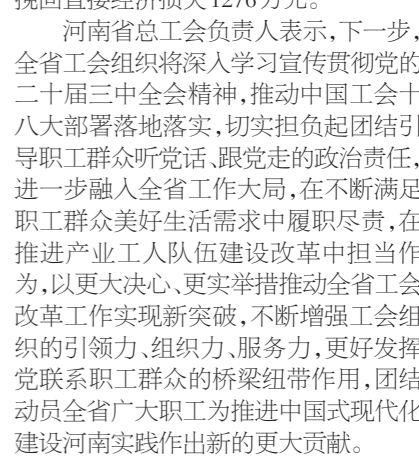 挽回直接经济损失1276万元。
河南省总工会负责人表示,下一步,
全省工会组织将深入学习宣传贯彻党的
二十届三中全会精神,推动中国工会十
八大部署落地落实,切实担负起团结引
导职工群众听党话、跟党走的政治责任,
进一步融入全省工作大局,在不断满足
职工群众美好生活需求中履职尽责,在
推进产业工人队伍建设改革中担当作
为,以更大决心、更实举措推动全省工会
改革工作实现新突破,不断增强工会组
织的引领力、组织力、服务力,更好发挥
党联系职工群众的桥梁纽带作用,团结
动员全省广大职工为推进中国式现代化
建设河南实践作出新的更大贡献。